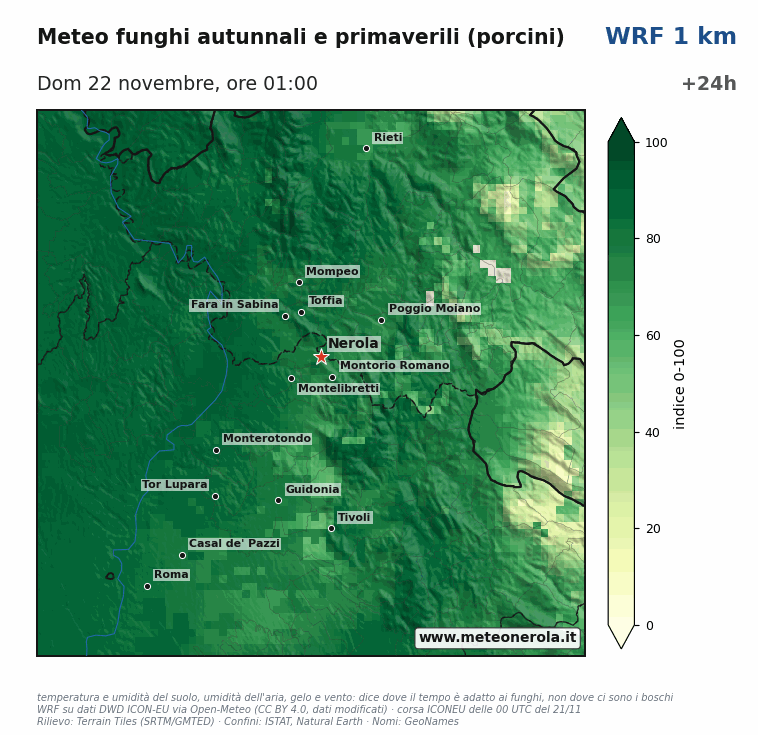 Meteo funghi autunnali e primaverili (porcini)
WRF 1 km
Dom 22 novembre, ore 01:00
+24h
Rieti
Mompeo
Toffia
Fara in Sabina
Poggio Moiano
Nerola
Montorio Romano
Montelibretti
Monterotondo
Tor Lupara
Guidonia
Tivoli
Casal de' Pazzi
Roma
www.meteonerola.it
100
80
60
40
20
0
indice 0-100
temperatura e umidità del suolo, umidità dell'aria, gelo e vento: dice dove il tempo è adatto ai funghi, non dove ci sono i boschi
WRF su dati DWD ICON-EU via Open-Meteo (CC BY 4.0, dati modificati) · corsa ICONEU delle 00 UTC del 21/11
Rilievo: Terrain Tiles (SRTM/GMTED) · Confini: ISTAT, Natural Earth · Nomi: GeoNames